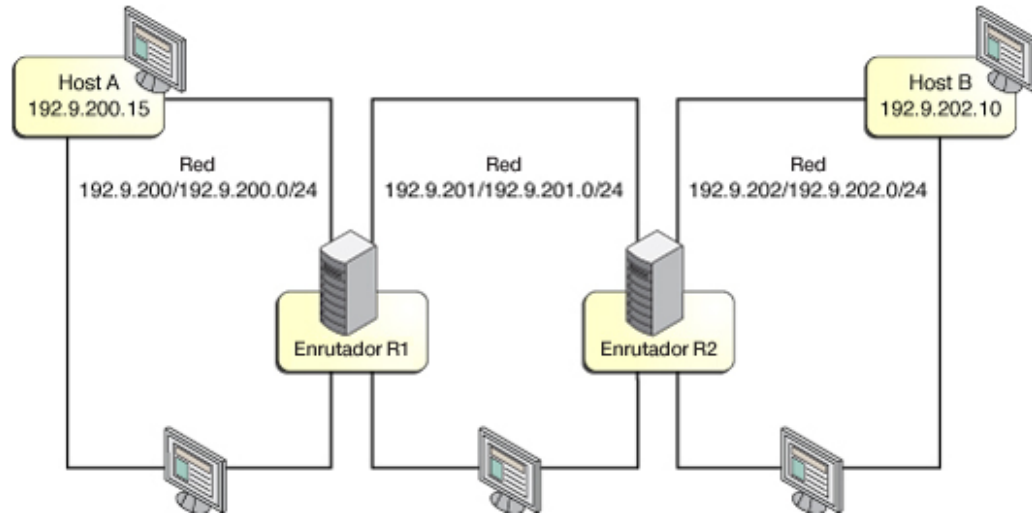 Host A
192.9.200.15
Host B
192.9.202.10
Red
192.9.200/192.9.200.0/24
Red
192.9.201/192.9.201.0/24
Red
192.9.202/192.9.202.0/24
Enrutador R1
Enrutador R2